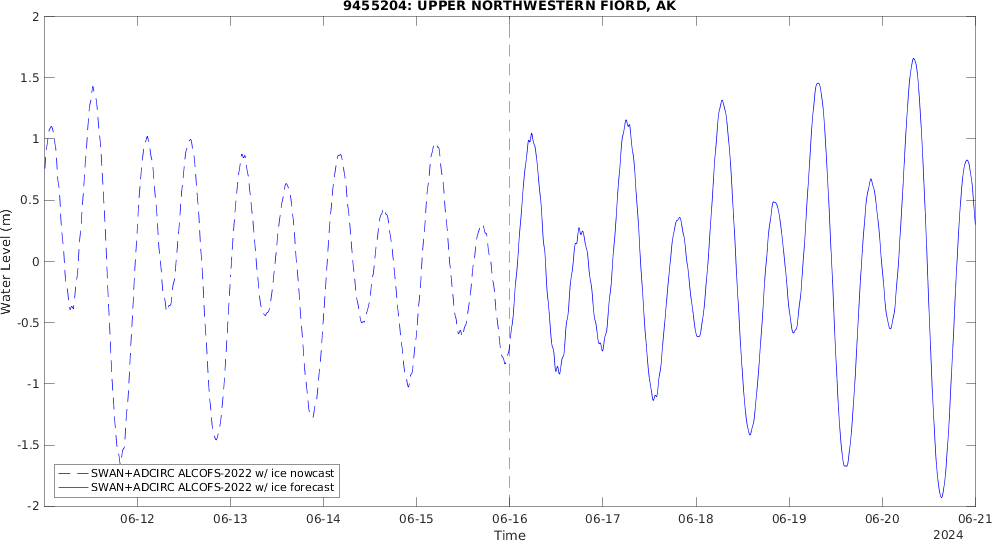 9455204: UPPER NORTHWESTERN FIORD, AK
2
1.5
1
0.5
0
-0.5
-1
-1.5
-2
Water Level (m)
SWAN+ADCIRC ALCOFS-2022 w/ ice nowcast
SWAN+ADCIRC ALCOFS-2022 w/ ice forecast
06-12 06-13 06-14 06-15 06-16 06-17 06-18 06-19 06-20 06-21
Time
2024